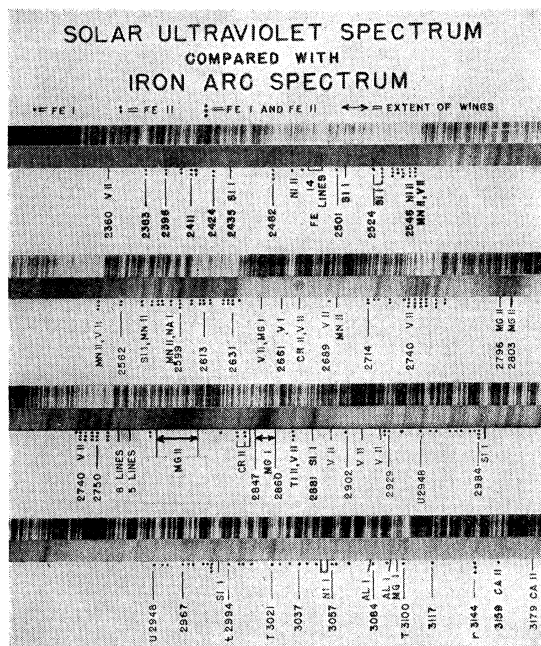 SOLAR ULTRAVIOLET SPECTRUM
COMPARED WITH
IRON ARC SPECTRUM
•= FE I := FE II = FE I AND FE II ↔ = EXTENT OF WINGS
2360 V II 2383 2396 2411 2424 2435 SI I 2482 NI II 14 FE LINES 2501 SI I 2524 SI I 2546 NI II MN II, V II
MN II, V II 2562 SI I, MN II MN II, NA I 2599 2613 2631 V II, MG I 2661 V I CR II, V II 2689 V II MN II 2714 2740 V II 2796 MG II 2803 MG II
2740 V II 2750 8 LINES 5 LINES MG II CR II 2847 MG I 2860 TI II, V II 2881 SI I V II 2902 V II V II 2929 U2948 2984 SI I
U2948 2967 SI I t 2994 T 3021 3037 NI I 3057 AL I 3084 AL I MG I T 3100 3117 r 3144 3159 CA II 3179 CA II